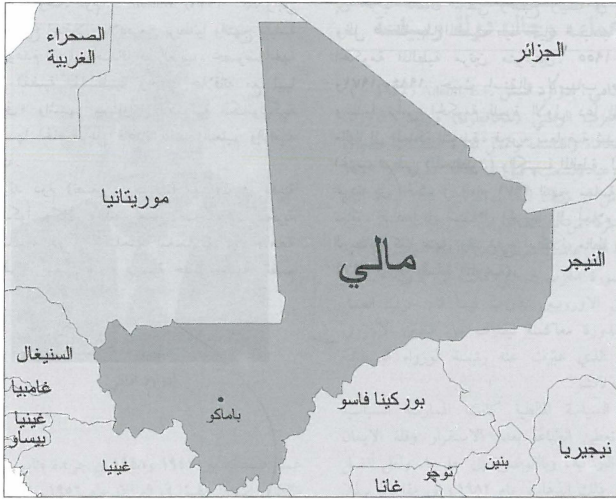 الصحراء
الغربية
الجزائر
موريتانيا
مالي
النيجر
السنيغال
غامبيا
غينيا
بيساو
باماكو
بوركينا فاسو
غينيا
نيجيريا
بنين
توجو
غانا